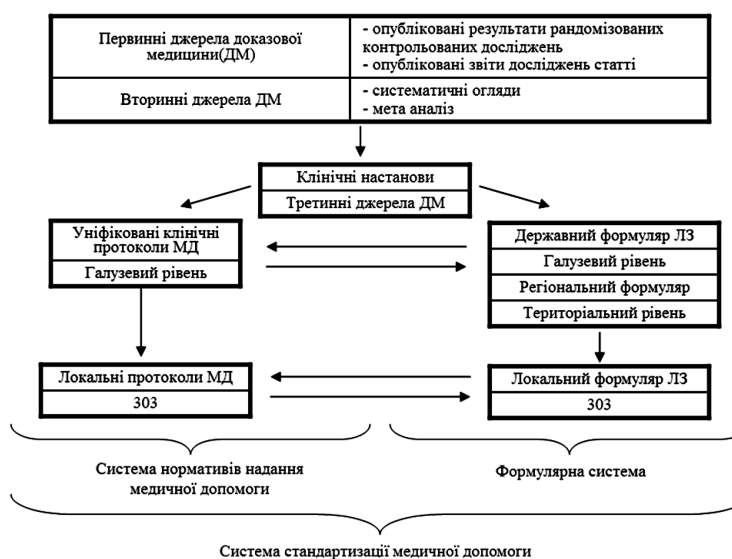 Первинні джерела доказової
медицини(ДМ)
- опубліковані результати рандомізованих
контрольованих досліджень
- опубліковані звіти досліджень статті
Вторинні джерела ДМ
- систематичні огляди
- мета аналіз
Клінічні настанови
Третинні джерела ДМ
Уніфіковані клінічні
протоколи МД
Галузевий рівень
Державний формуляр ЛЗ
Галузевий рівень
Регіональний формуляр
Територіальний рівень
Локальні протоколи МД
303
Локальний формуляр ЛЗ
303
Система нормативів надання
медичної допомоги
Формулярна система
Система стандартизації медичної допомоги